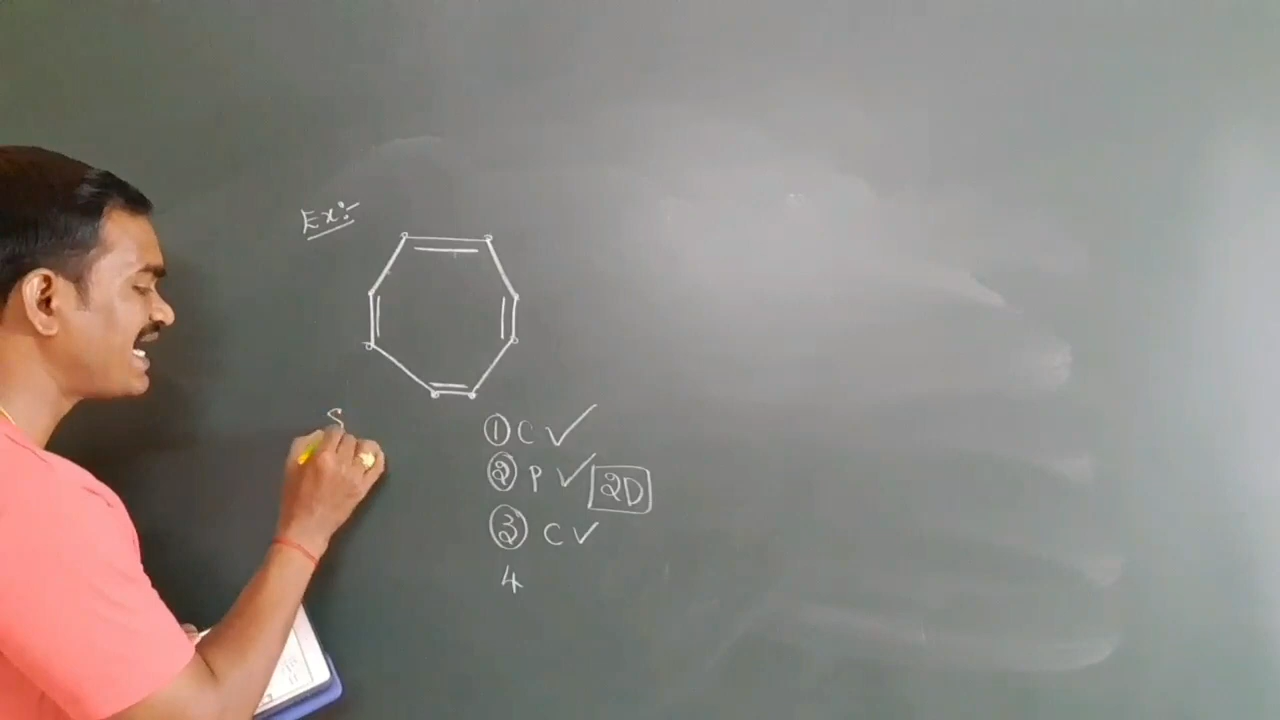 Ex:-
① C ✓
② P ✓ 2D
③ C ✓
4